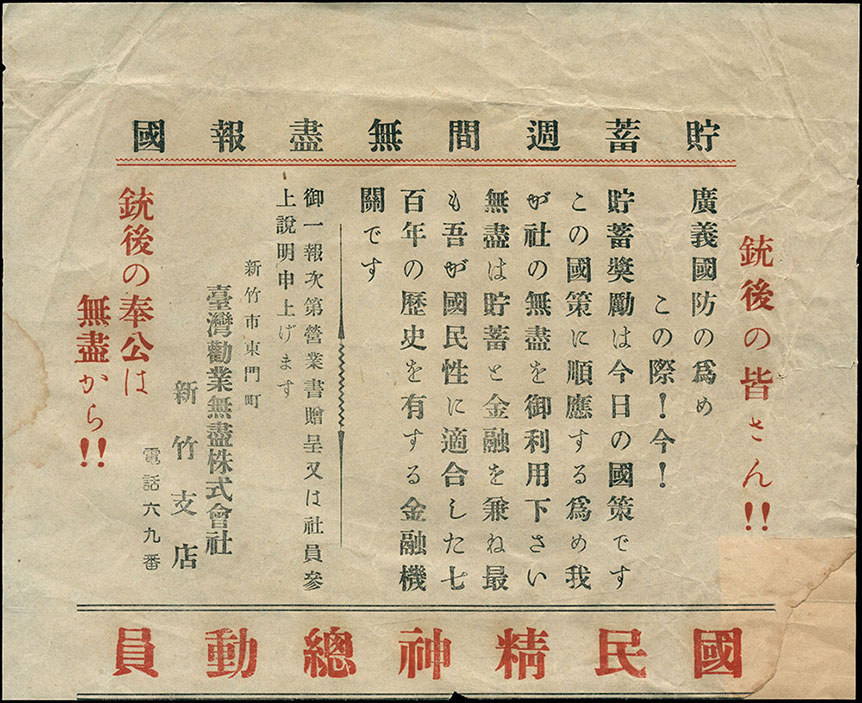 貯蓄週間無盡報國
銃後の皆さん!!
廣義國防の爲め
この際!今!
貯蓄奬勵は今日の國策です
この國策に順應する爲め我
が社の無盡を御利用下さい
無盡は貯蓄と金融を兼ね最
も吾が國民性に適合した七
百年の歴史を有する金融機
關です
御一報次第營業書贈呈又は社員參
上說明申上げます
新竹市東門町
臺灣勸業無盡株式會社
新竹支店
電話六九番
銃後の奉公は
無盡から!!
國民精神總動員